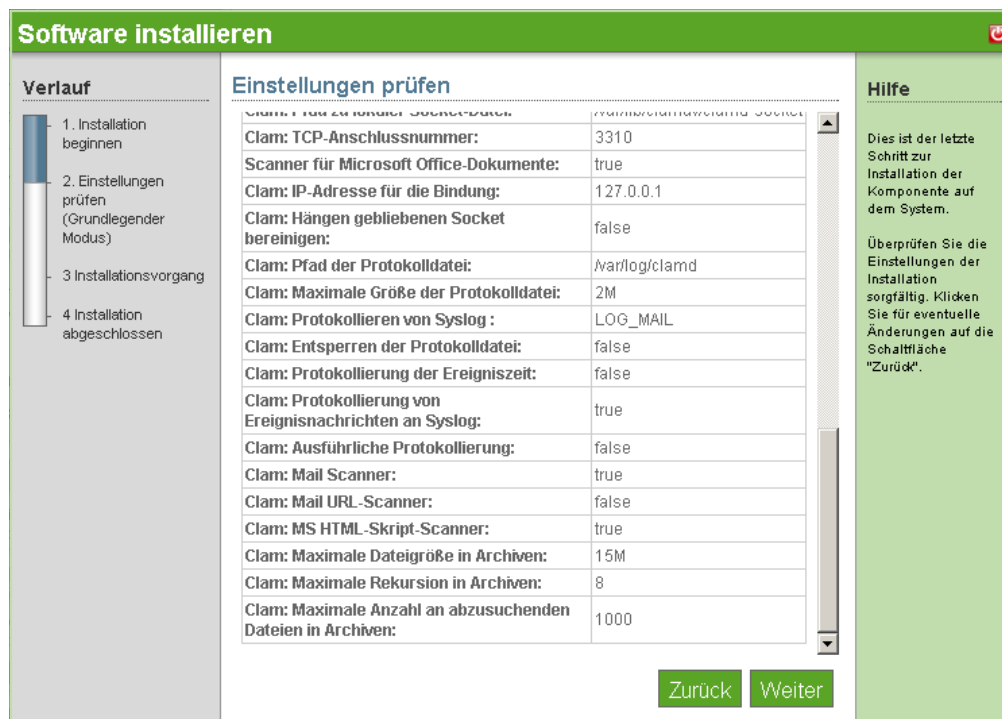 Software installieren
Verlauf
1. Installation
beginnen
2. Einstellungen
prüfen
(Grundlegender
Modus)
3 Installationsvorgang
4 Installation
abgeschlossen
Einstellungen prüfen
Clam: Pfad zu lokaler Socket-Datei:
Clam: TCP-Anschlussnummer: 3310
Scanner für Microsoft Office-Dokumente: true
Clam: IP-Adresse für die Bindung: 127.0.0.1
Clam: Hängen gebliebenen Socket
bereinigen: false
Clam: Pfad der Protokolldatei: /var/log/clamd
Clam: Maximale Größe der Protokolldatei: 2M
Clam: Protokollieren von Syslog : LOG_MAIL
Clam: Entsperren der Protokolldatei: false
Clam: Protokollierung der Ereigniszeit: false
Clam: Protokollierung von
Ereignisnachrichten an Syslog: true
Clam: Ausführliche Protokollierung: false
Clam: Mail Scanner: true
Clam: Mail URL-Scanner: false
Clam: MS HTML-Skript-Scanner: true
Clam: Maximale Dateigröße in Archiven: 15M
Clam: Maximale Rekursion in Archiven: 8
Clam: Maximale Anzahl an abzusuchenden
Dateien in Archiven: 1000
Zurück Weiter
Hilfe
Dies ist der letzte
Schritt zur
Installation der
Komponente auf
dem System.
Überprüfen Sie die
Einstellungen der
Installation
sorgfältig. Klicken
Sie für eventuelle
Änderungen auf die
Schaltfläche
"Zurück".